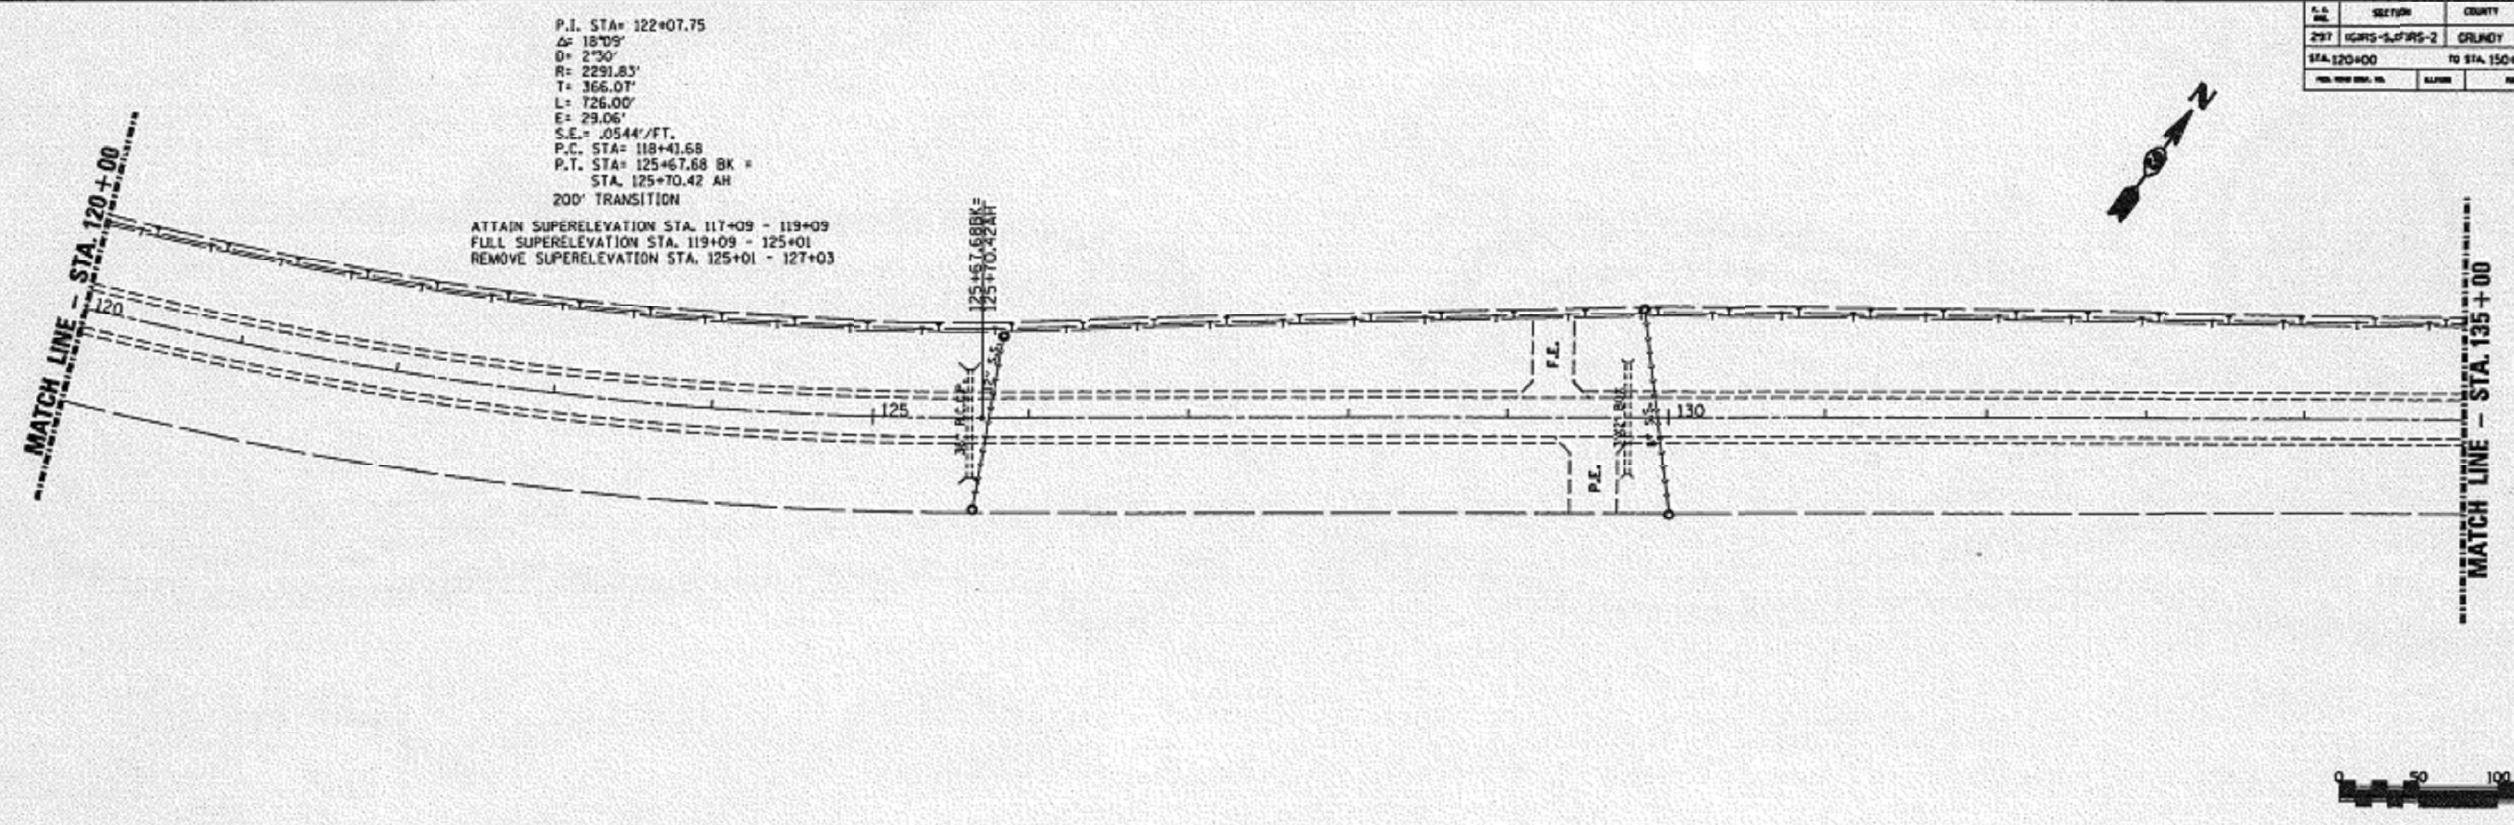 P.I. STA= 122+07.75
Δ= 18°09'
D= 2°30'
R= 2291.83'
T= 366.07'
L= 726.00'
E= 29.06'
S.E.= .0544'/FT.
P.C. STA= 118+41.68
P.T. STA= 125+67.68 BK =
STA. 125+70.42 AH
200' TRANSITION
ATTAIN SUPERELEVATION STA. 117+09 - 119+09
FULL SUPERELEVATION STA. 119+09 - 125+01
REMOVE SUPERELEVATION STA. 125+01 - 127+03
SECTION COUNTY
GRUNDY
STA. 120+00 TO STA. 150+
N
MATCH LINE - STA. 120+00
120
125+67.68BK=
125+70.42AH
125
12" S.S.
F.E.
P.E.
130
MATCH LINE - STA. 135+00
0 50 100